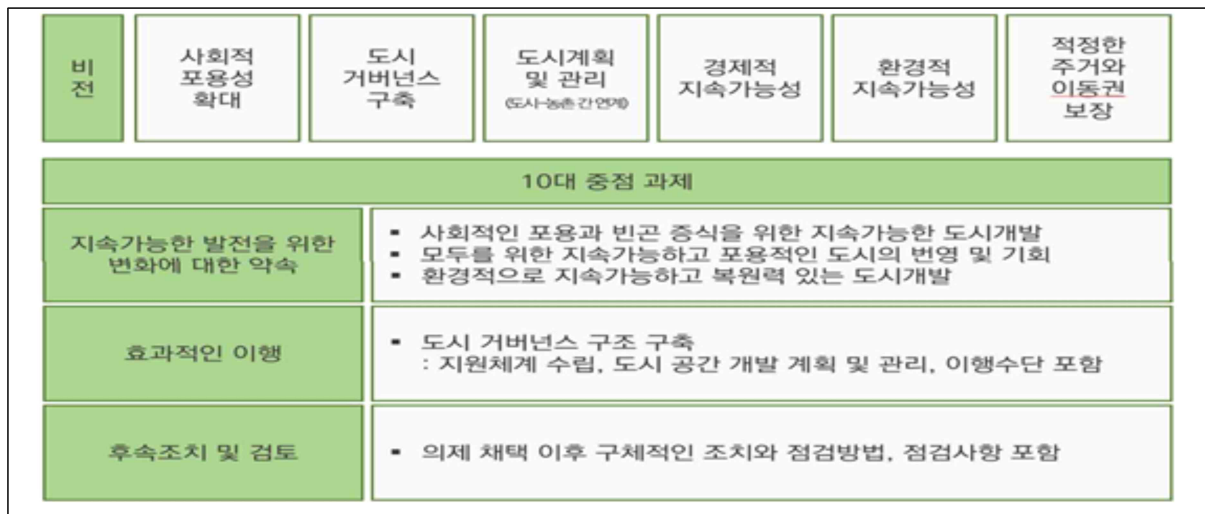 비
전
사회적
포용성
확대
도시
거버넌스
구축
도시계획
및 관리
(도시-농촌 간 연계)
경제적
지속가능성
환경적
지속가능성
적정한
주거와
이동권
보장
10대 중점 과제
지속가능한 발전을 위한
변화에 대한 약속
▪ 사회적인 포용과 빈곤 증식을 위한 지속가능한 도시개발
▪ 모두를 위한 지속가능하고 포용적인 도시의 번영 및 기회
▪ 환경적으로 지속가능하고 복원력 있는 도시개발
효과적인 이행
▪ 도시 거버넌스 구조 구축
: 지원체계 수립, 도시 공간 개발 계획 및 관리, 이행수단 포함
후속조치 및 검토
▪ 의제 채택 이후 구체적인 조치와 점검방법, 점검사항 포함